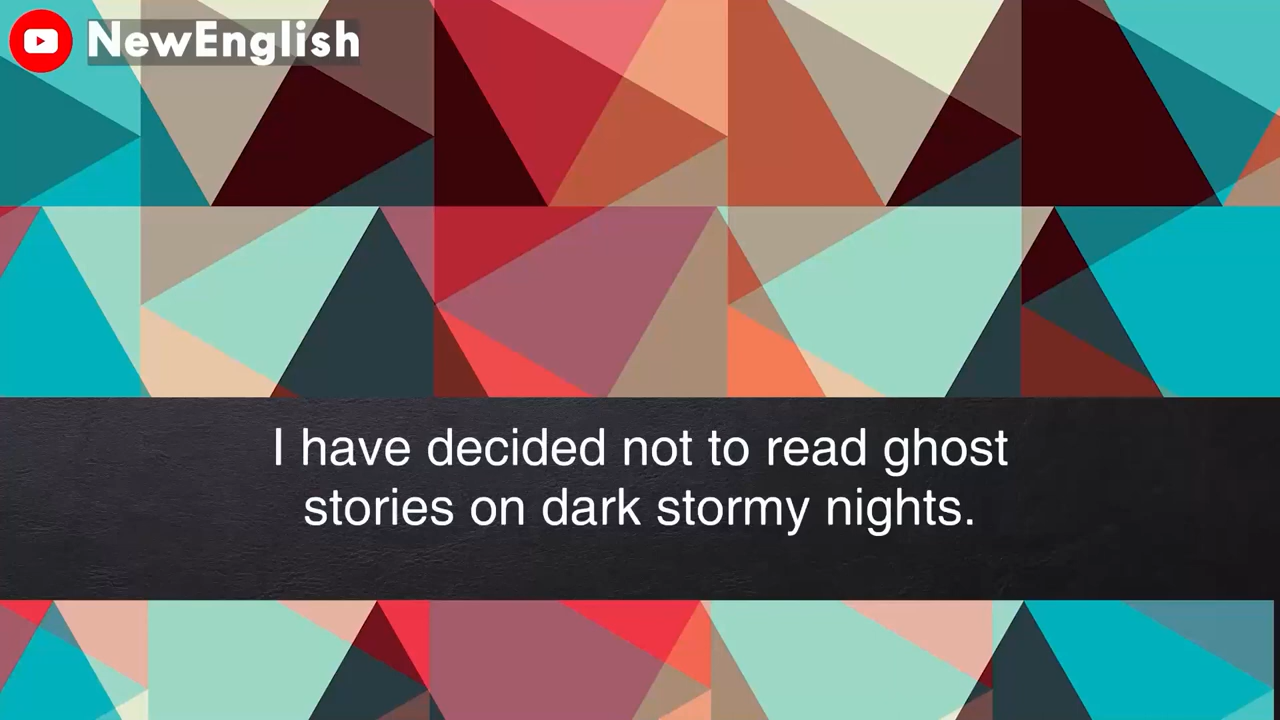 NewEnglish
I have decided not to read ghost
stories on dark stormy nights.